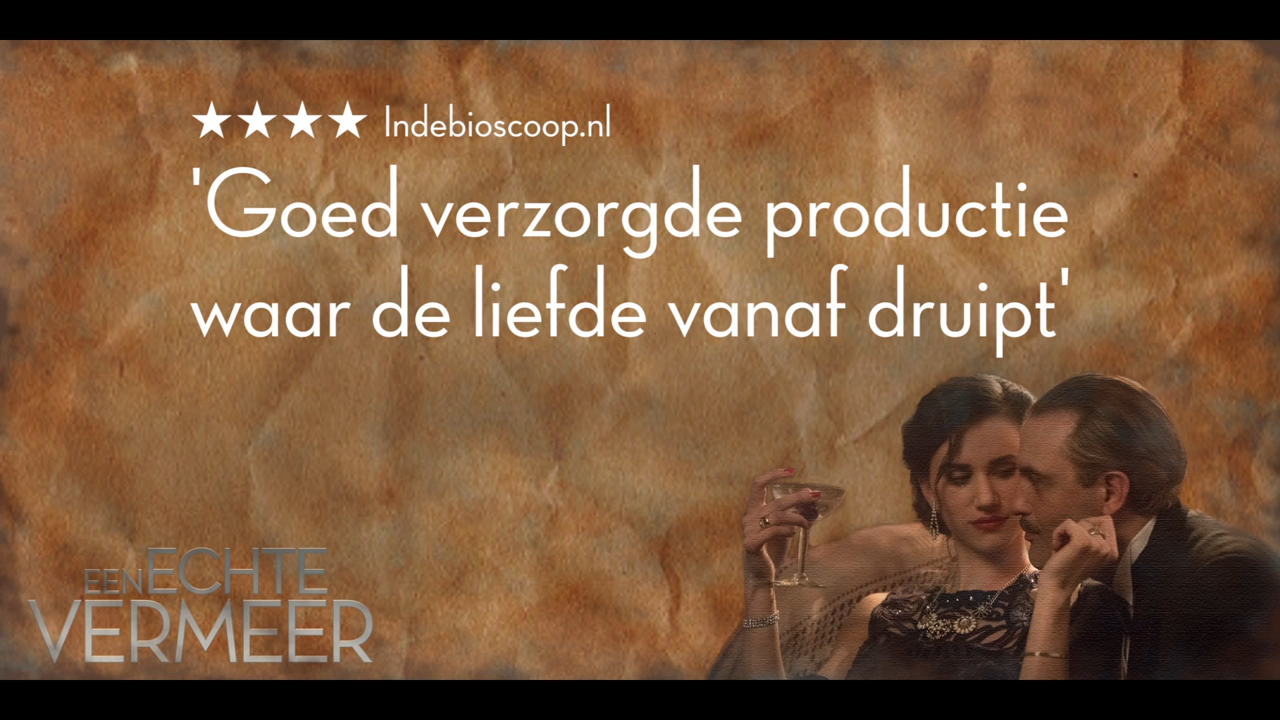 ★★★★ Indebioscoop.nl
'Goed verzorgde productie
waar de liefde vanaf druipt'
EEN ECHTE
VERMEER